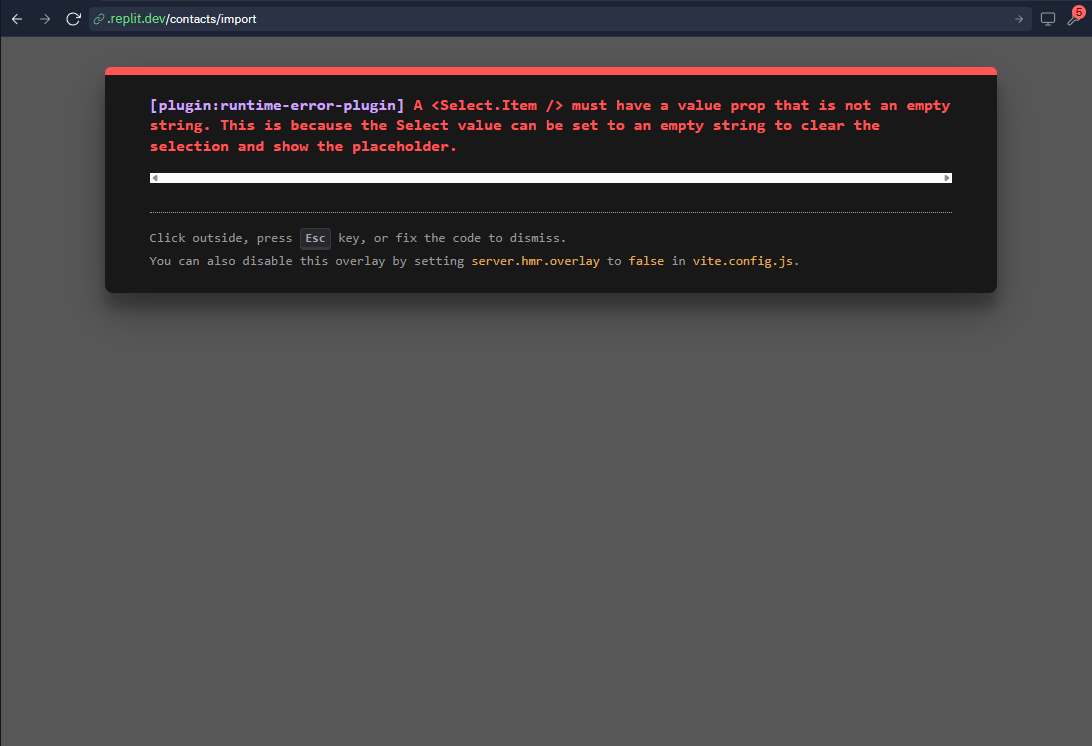 .replit.dev/contacts/import
5
[plugin:runtime-error-plugin] A <Select.Item /> must have a value prop that is not an empty
string. This is because the Select value can be set to an empty string to clear the
selection and show the placeholder.
Click outside, press Esc key, or fix the code to dismiss.
You can also disable this overlay by setting server.hmr.overlay to false in vite.config.js.